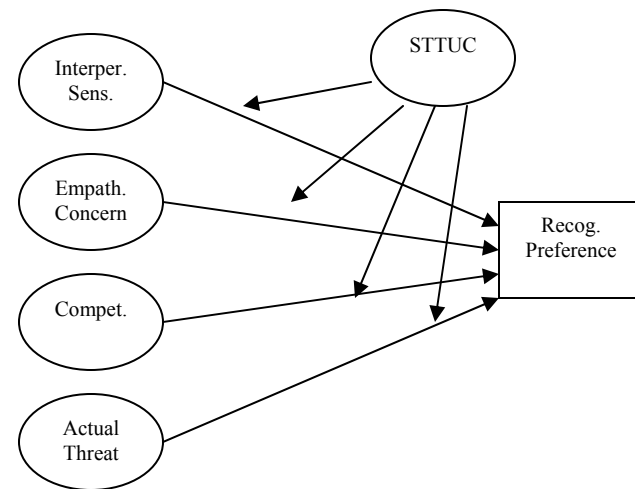 STTUC
Interper.
Sens.
Empath.
Concern
Recog.
Preference
Compet.
Actual
Threat